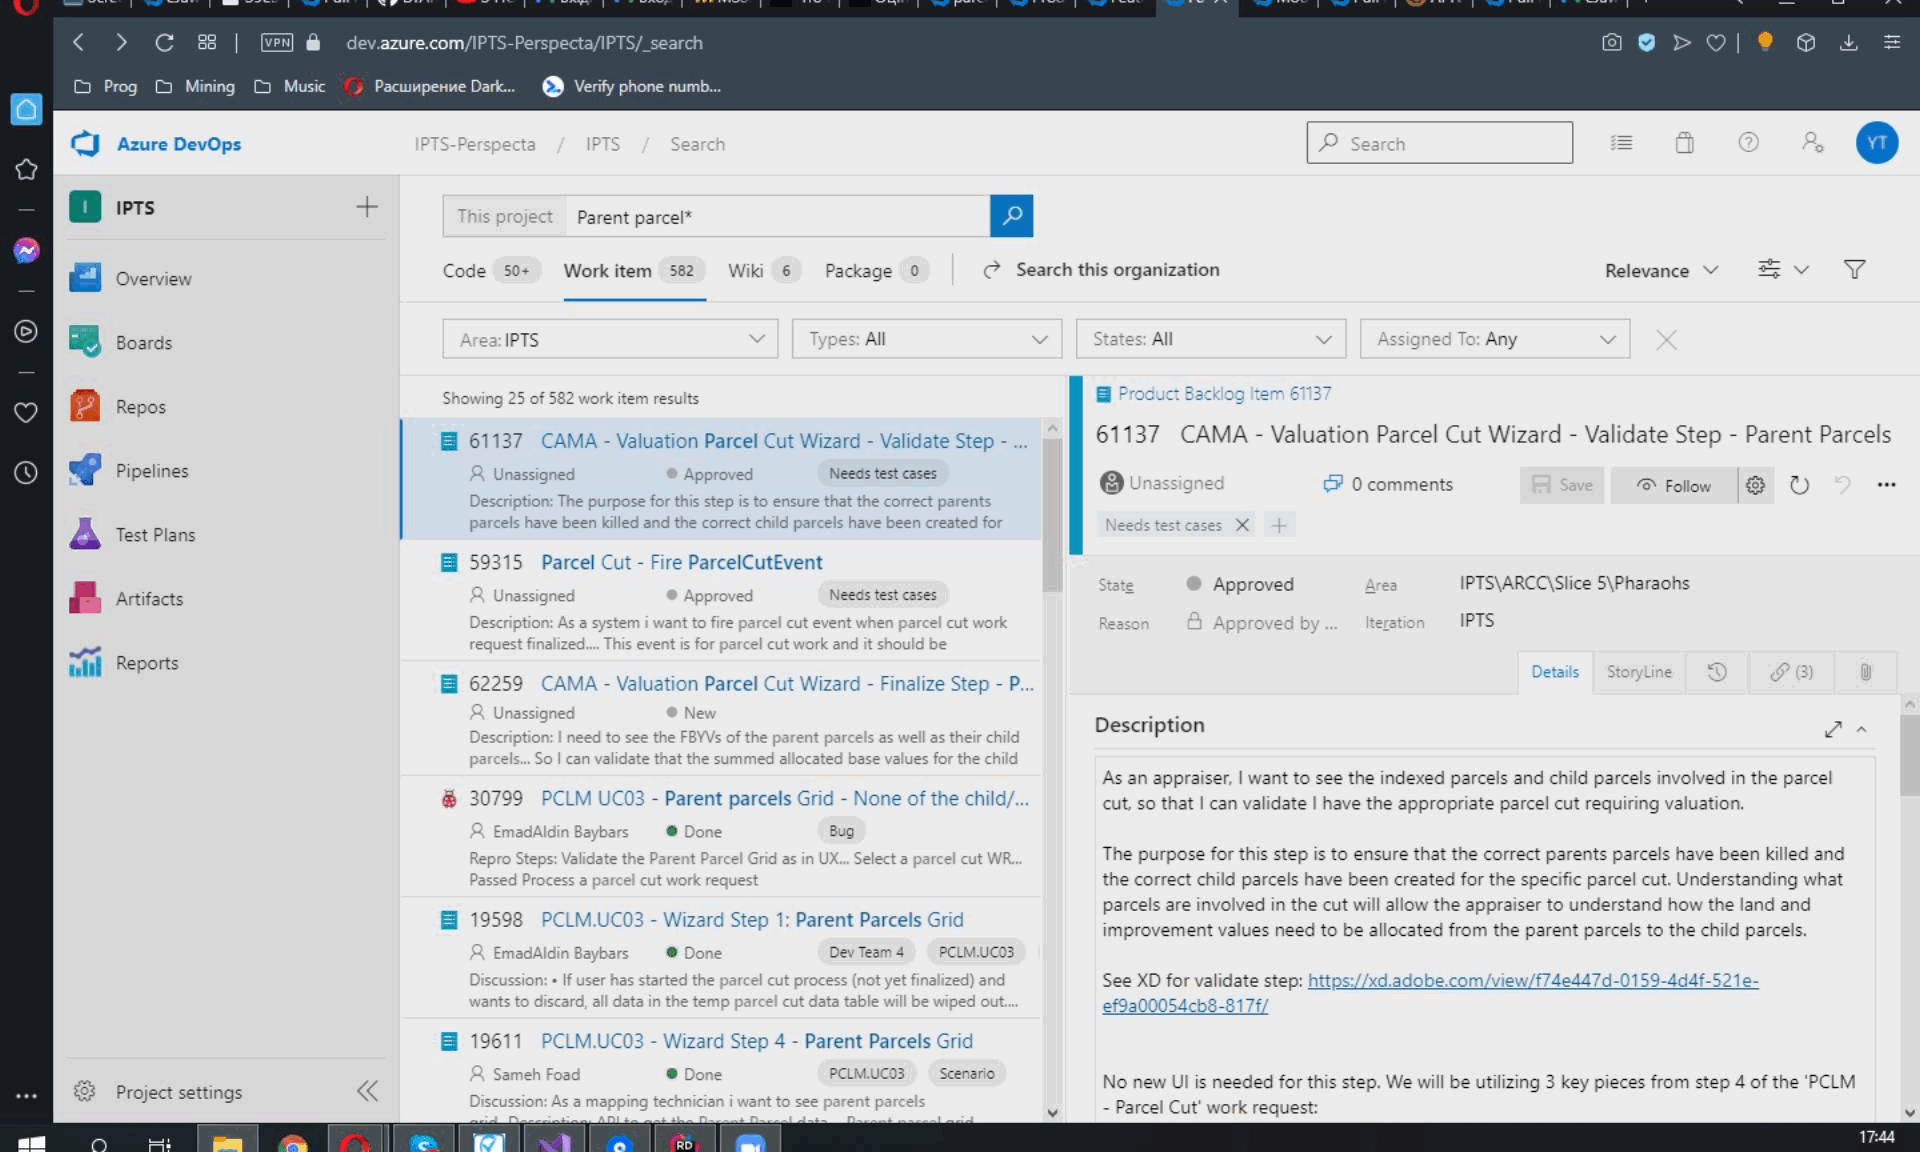 VPN
dev.azure.com/IPTS-Perspecta/IPTS/_search
Prog
Mining
Music
Расширение Dark...
Verify phone numb...
Azure DevOps
IPTS-Perspecta / IPTS / Search
Search
YT
I IPTS
Overview
Boards
Repos
Pipelines
Test Plans
Artifacts
Reports
Project settings
This project Parent parcel*
Code 50+
Work item 582
Wiki 6
Package 0
Search this organization
Relevance
Area: IPTS
Types: All
States: All
Assigned To: Any
Showing 25 of 582 work item results
61137 CAMA - Valuation Parcel Cut Wizard - Validate Step - ...
Unassigned Approved Needs test cases
Description: The purpose for this step is to ensure that the correct parents
parcels have been killed and the correct child parcels have been created for
59315 Parcel Cut - Fire ParcelCutEvent
Unassigned Approved Needs test cases
Description: As a system i want to fire parcel cut event when parcel cut work
request finalized.... This event is for parcel cut work and it should be
62259 CAMA - Valuation Parcel Cut Wizard - Finalize Step - P...
Unassigned New
Description: I need to see the FBYVs of the parent parcels as well as their child
parcels... So I can validate that the summed allocated base values for the child
30799 PCLM UC03 - Parent parcels Grid - None of the child/...
EmadAldin Baybars Done Bug
Repro Steps: Validate the Parent Parcel Grid as in UX... Select a parcel cut WR...
Passed Process a parcel cut work request
19598 PCLM.UC03 - Wizard Step 1: Parent Parcels Grid
EmadAldin Baybars Done Dev Team 4 PCLM.UC03
Discussion: • If user has started the parcel cut process (not yet finalized) and
wants to discard, all data in the temp parcel cut data table will be wiped out....
19611 PCLM.UC03 - Wizard Step 4 - Parent Parcels Grid
Sameh Foad Done PCLM.UC03 Scenario
Discussion: As a mapping technician i want to see parent parcels
Product Backlog Item 61137
61137 CAMA - Valuation Parcel Cut Wizard - Validate Step - Parent Parcels
Unassigned
0 comments
Save
Follow
Needs test cases
State Approved
Area IPTS\ARCC\Slice 5\Pharaohs
Reason Approved by ...
Iteration IPTS
Details
StoryLine
(3)
Description
As an appraiser, I want to see the indexed parcels and child parcels involved in the parcel
cut, so that I can validate I have the appropriate parcel cut requiring valuation.
The purpose for this step is to ensure that the correct parents parcels have been killed and
the correct child parcels have been created for the specific parcel cut. Understanding what
parcels are involved in the cut will allow the appraiser to understand how the land and
improvement values need to be allocated from the parent parcels to the child parcels.
See XD for validate step: https://xd.adobe.com/view/f74e447d-0159-4d4f-521e-
ef9a00054cb8-817f/
No new UI is needed for this step. We will be utilizing 3 key pieces from step 4 of the 'PCLM
- Parcel Cut' work request:
RD
17:44